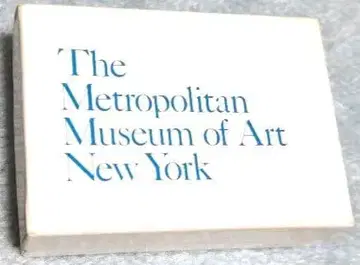 The
Metropolitan
Museum of Art
New York